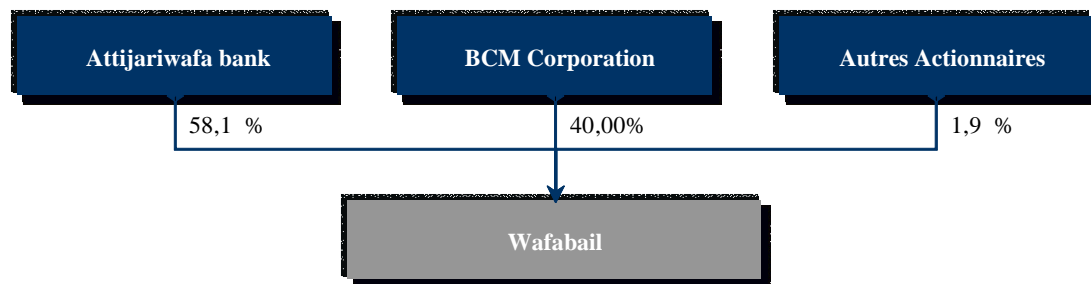 Attijariwafa bank
BCM Corporation
Autres Actionnaires
58,1 %
40,00%
1,9 %
Wafabail